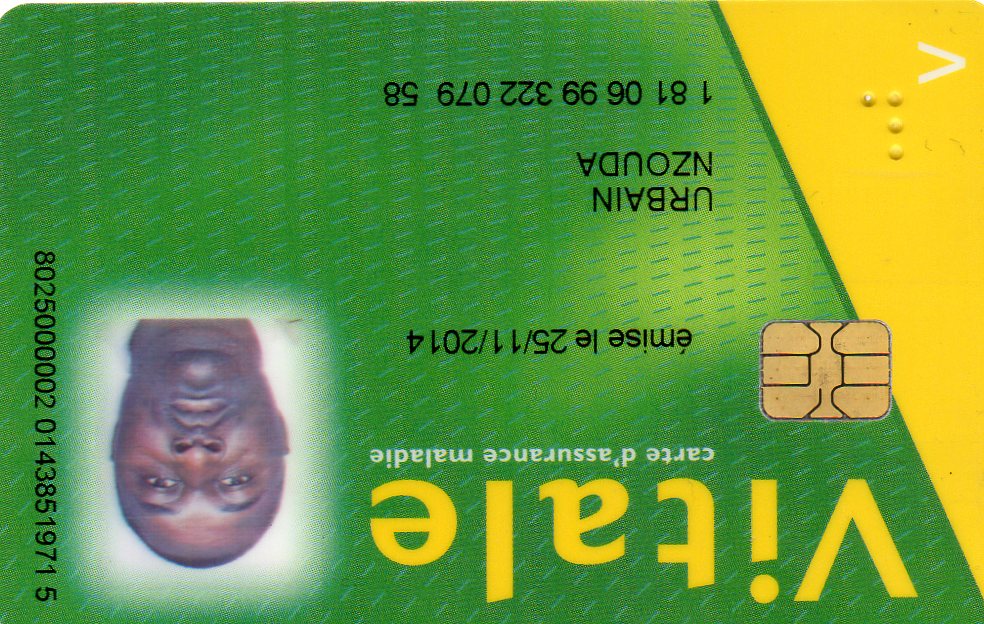 Vitale
carte d'assurance maladie
émise le 25/11/2014
URBAIN
NZOUDA
1 81 06 99 322 079 58
8025000002 0143851971 5